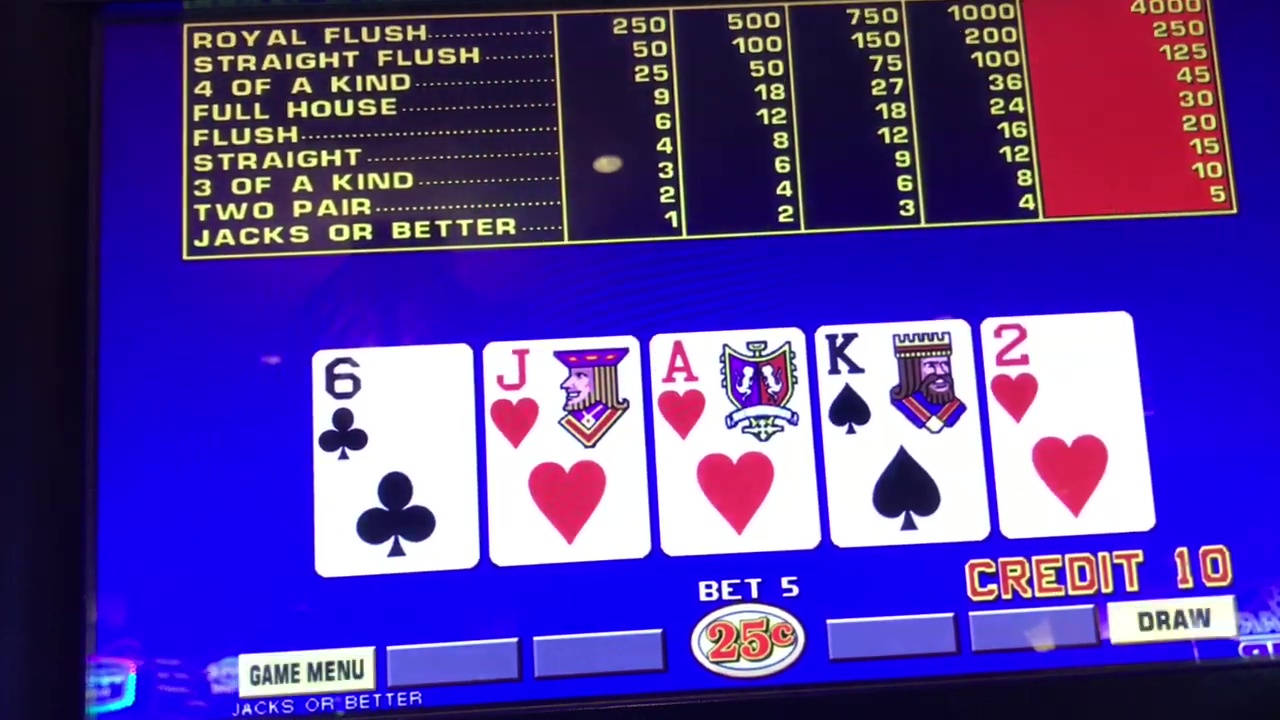 ROYAL FLUSH 250 500 750 1000 4000
STRAIGHT FLUSH 50 100 150 200 250
4 OF A KIND 25 50 75 100 125
FULL HOUSE 9 18 27 36 45
FLUSH 6 12 18 24 30
STRAIGHT 4 8 12 16 20
3 OF A KIND 3 6 9 12 15
TWO PAIR 2 4 6 8 10
JACKS OR BETTER 1 2 3 4 5
6 J A K 2
BET 5
CREDIT 10
25¢
DRAW
GAME MENU
JACKS OR BETTER